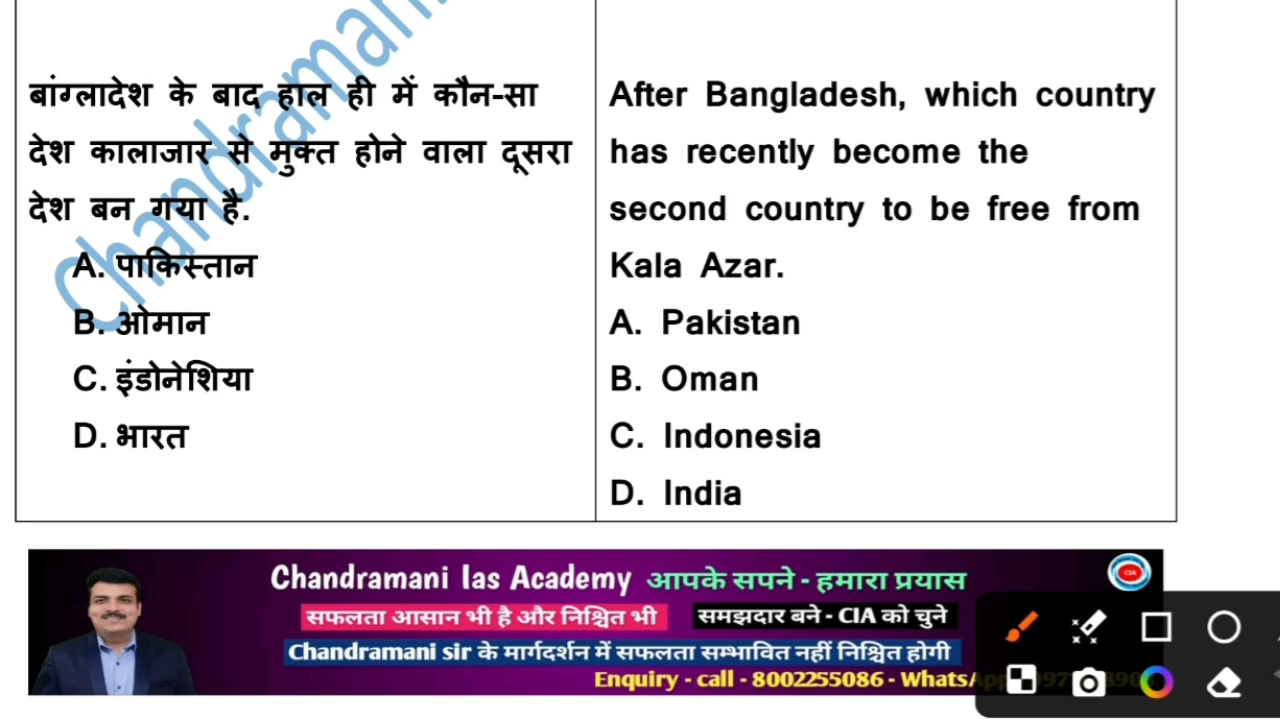 बांग्लादेश के बाद हाल ही में कौन-सा
देश कालाजार से मुक्त होने वाला दूसरा
देश बन गया है.
A. पाकिस्तान
B. ओमान
C. इंडोनेशिया
D. भारत
After Bangladesh, which country
has recently become the
second country to be free from
Kala Azar.
A. Pakistan
B. Oman
C. Indonesia
D. India
Chandramani Ias Academy आपके सपने - हमारा प्रयास
सफलता आसान भी है और निश्चित भी समझदार बने - CIA को चुने
Chandramani sir के मार्गदर्शन में सफलता सम्भावित नहीं निश्चित होगी
Enquiry - call - 8002255086 - WhatsApp
CIA
Chandramani